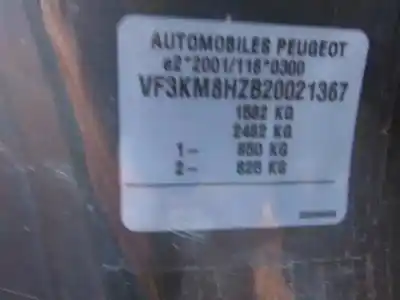 AUTOMOBILES PEUGEOT
e2*2001/116*0300
VF3KM8HZB20021367
1582 KG
2482 KG
1- 850 KG
2- 825 KG